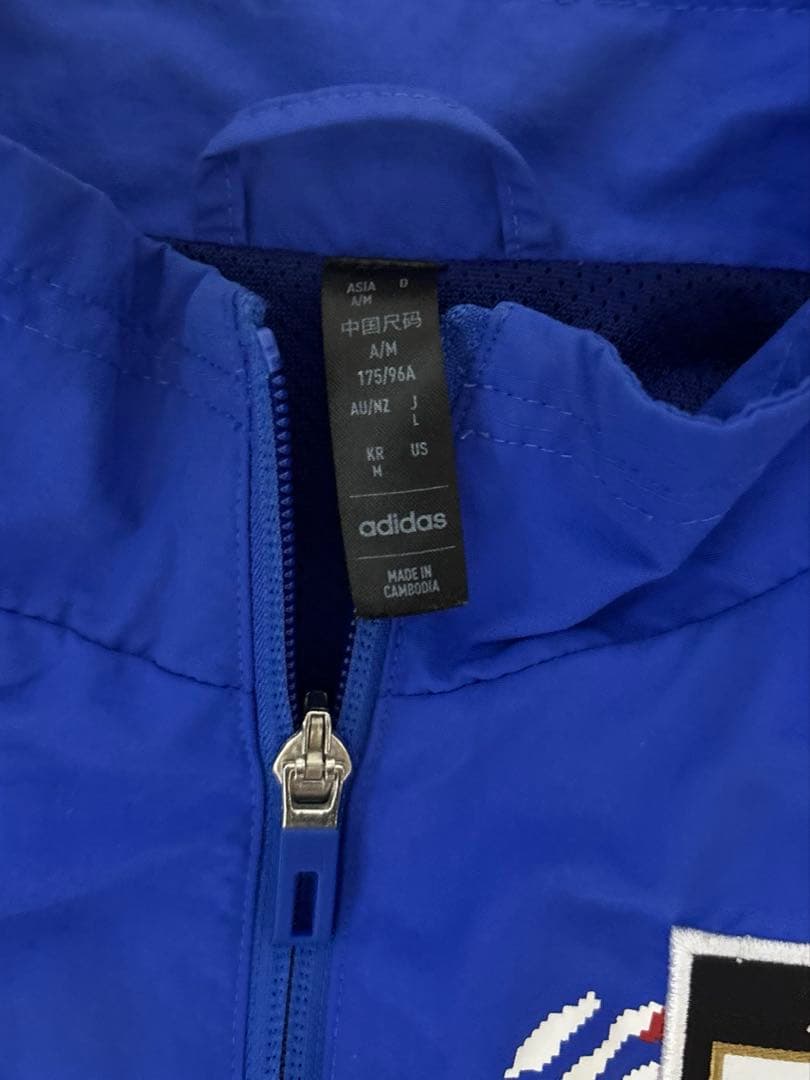 ASIA D
A/M
中国尺码
A/M
175/96A
AU/NZ J
L
KR US
M
adidas
MADE IN
CAMBODIA